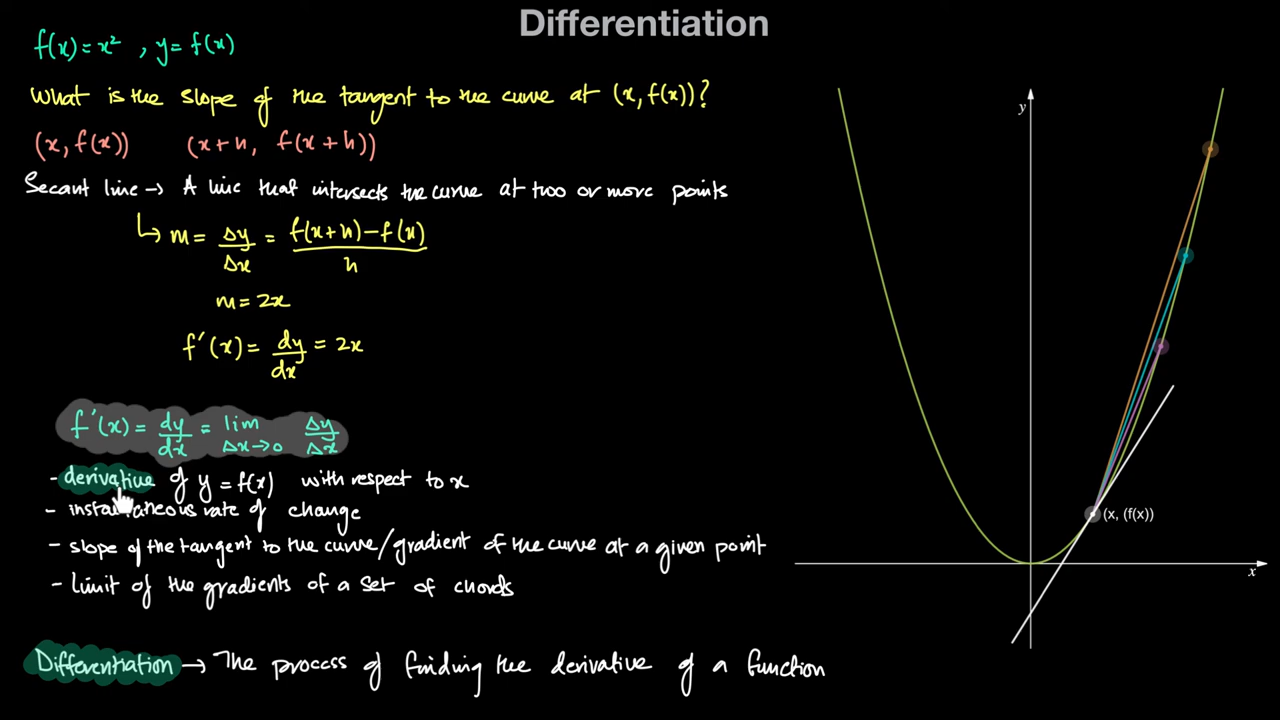 Differentiation
f(x) = x² , y = f(x)
What is the slope of the tangent to the curve at (x, f(x))?
(x, f(x)) (x+h, f(x+h))
Secant line → A line that intersects the curve at two or more points
↳ m = Δy/Δx = (f(x+h) − f(x))/h
m = 2x
f'(x) = dy/dx = 2x
f'(x) = dy/dx = lim Δx→0 Δy/Δx
- derivative of y = f(x) with respect to x
- instantaneous rate of change
- slope of the tangent to the curve/gradient of the curve at a given point
- Limit of the gradients of a set of chords
Differentiation → The process of finding the derivative of a function
y
(x, (f(x))
x